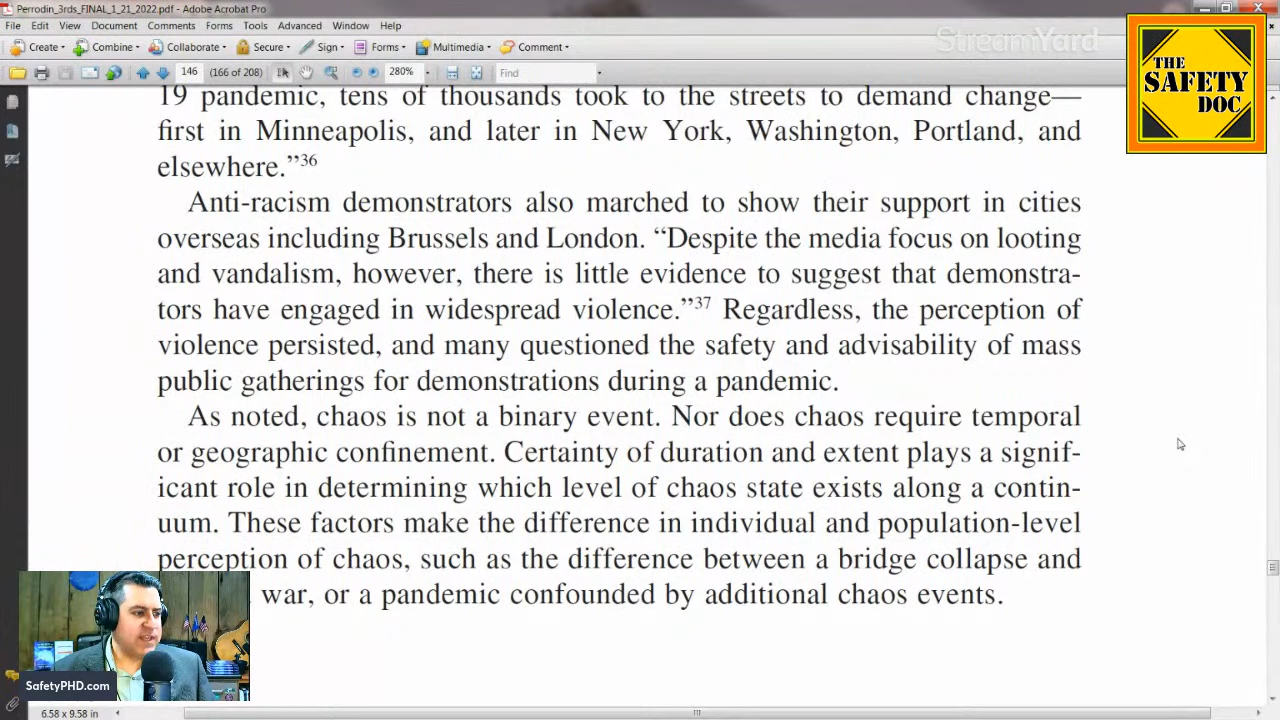 Perrodin_3rds_FINAL_1_21_2022.pdf - Adobe Acrobat Pro
File Edit View Document Comments Forms Tools Advanced Window Help
StreamYard
Create Combine Collaborate Secure Sign Forms Multimedia Comment
146 (166 of 208) 280% Find
THE
SAFETY
DOC
19 pandemic, tens of thousands took to the streets to demand change—
first in Minneapolis, and later in New York, Washington, Portland, and
elsewhere.”36
Anti-racism demonstrators also marched to show their support in cities
overseas including Brussels and London. “Despite the media focus on looting
and vandalism, however, there is little evidence to suggest that demonstra-
tors have engaged in widespread violence.”37 Regardless, the perception of
violence persisted, and many questioned the safety and advisability of mass
public gatherings for demonstrations during a pandemic.
As noted, chaos is not a binary event. Nor does chaos require temporal
or geographic confinement. Certainty of duration and extent plays a signif-
icant role in determining which level of chaos state exists along a contin-
uum. These factors make the difference in individual and population-level
perception of chaos, such as the difference between a bridge collapse and
war, or a pandemic confounded by additional chaos events.
SafetyPHD.com
6.58 x 9.58 in